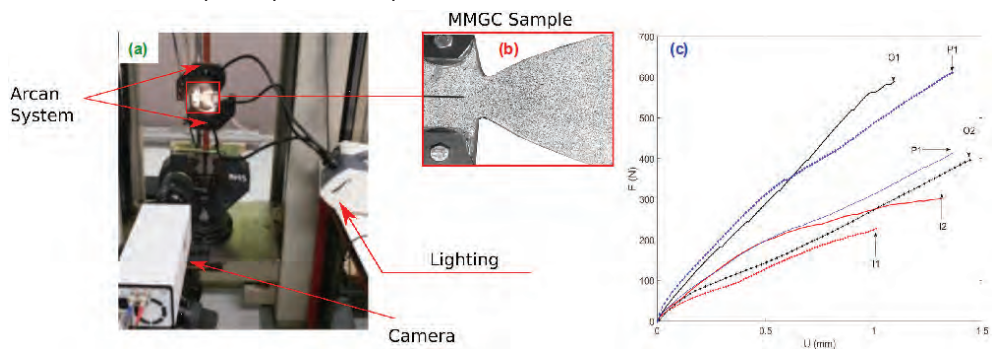 MMGC Sample
(a)
(b)
(c)
Arcan
System
Lighting
Camera
700
600
500
400
300
200
100
0
F (N)
0
0.5
1
1.5
U (mm)
O1
P1
O2
P1
I2
I1